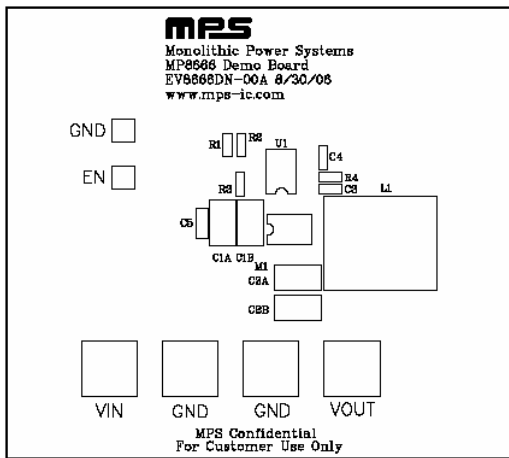 MPS
Monolithic Power Systems
MP8666 Demo Board
EV8666DN-00A 8/30/06
www.mps-ic.com
GND
EN
R1
R2
U1
C4
R4
C3
R3
L1
C5
C1A
C1B
M1
C2A
C2B
VIN
GND
GND
VOUT
MPS Confidential
For Customer Use Only